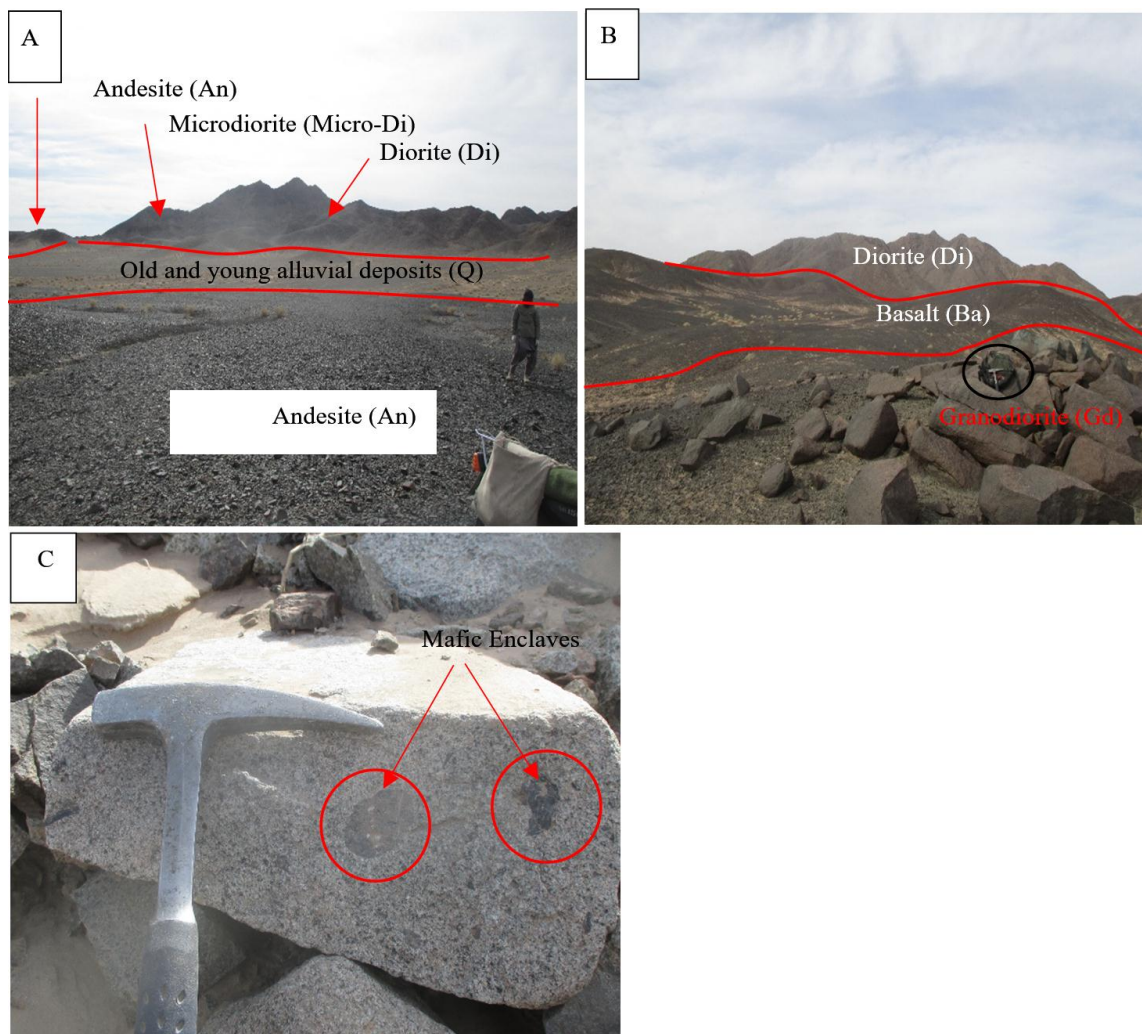 A
Andesite (An)
Microdiorite (Micro-Di)
Diorite (Di)
Old and young alluvial deposits (Q)
Andesite (An)
B
Diorite (Di)
Basalt (Ba)
Granodiorite (Gd)
C
Mafic Enclaves